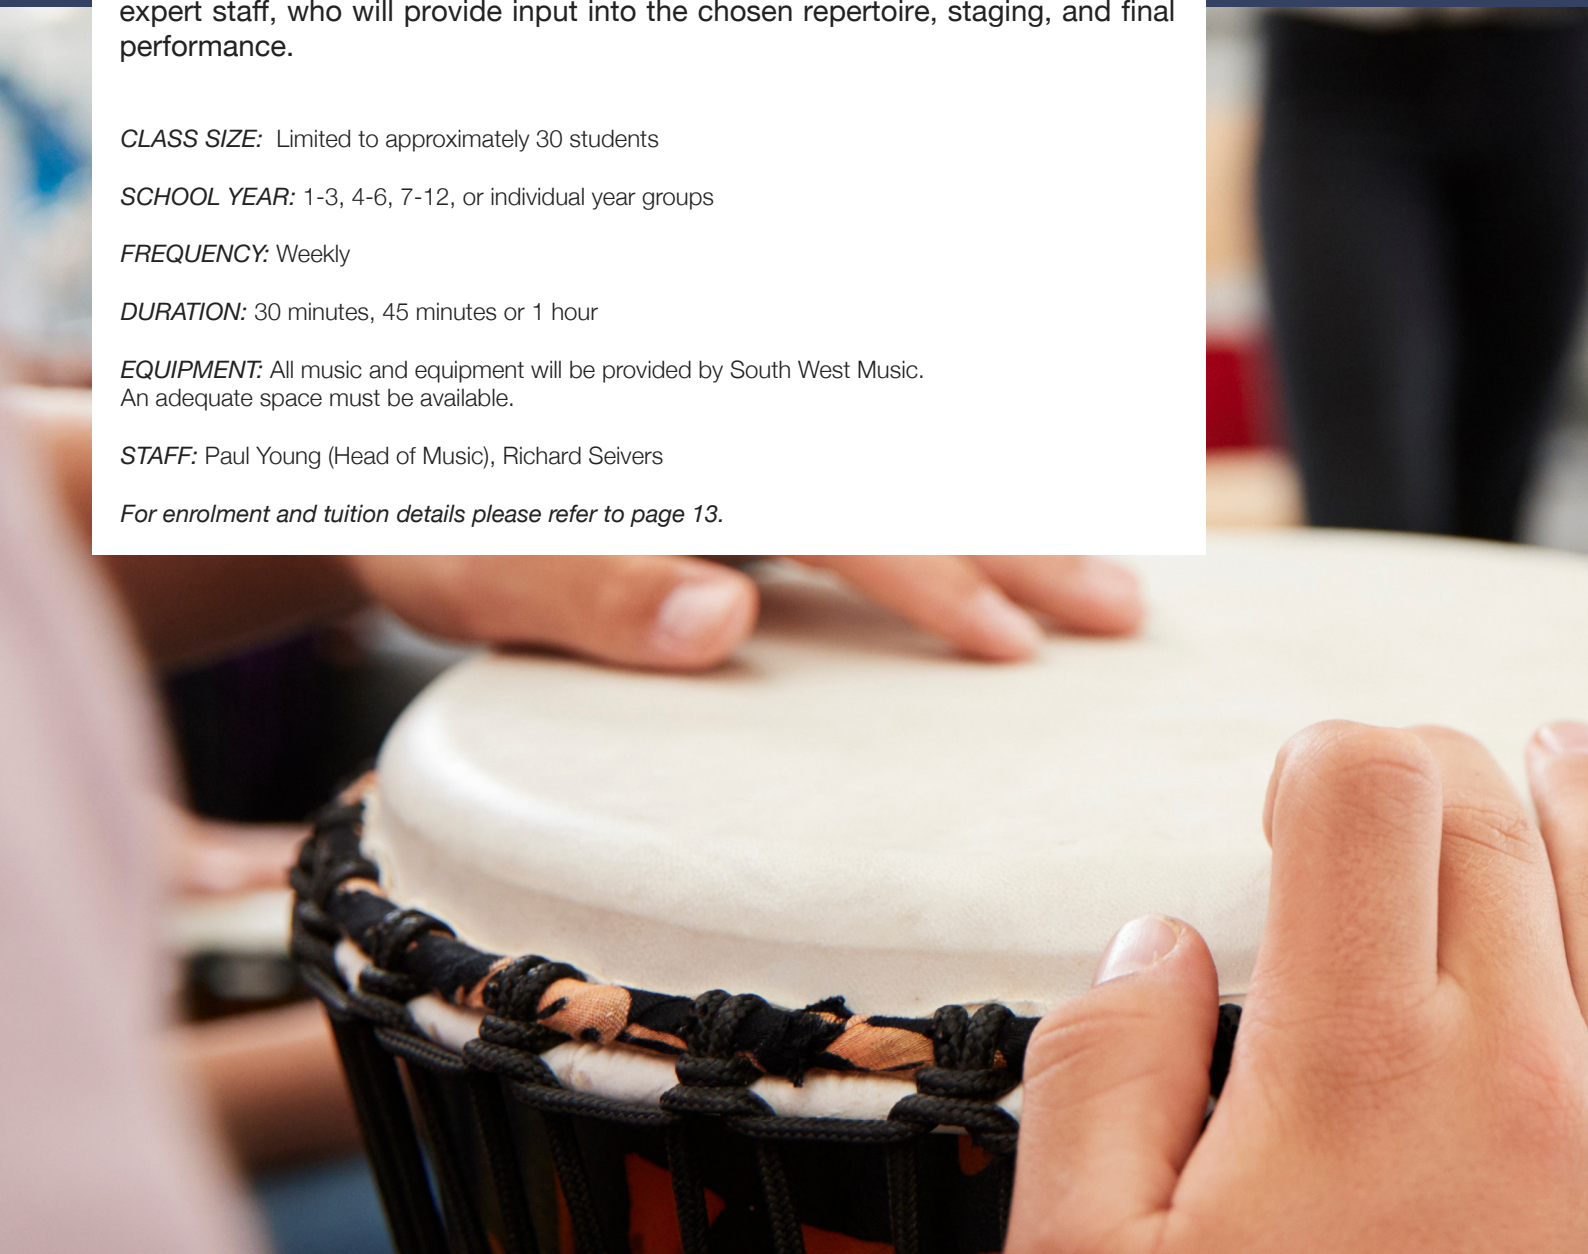 expert staff, who will provide input into the chosen repertoire, staging, and final
performance.
CLASS SIZE: Limited to approximately 30 students
SCHOOL YEAR: 1-3, 4-6, 7-12, or individual year groups
FREQUENCY: Weekly
DURATION: 30 minutes, 45 minutes or 1 hour
EQUIPMENT: All music and equipment will be provided by South West Music.
An adequate space must be available.
STAFF: Paul Young (Head of Music), Richard Seivers
For enrolment and tuition details please refer to page 13.